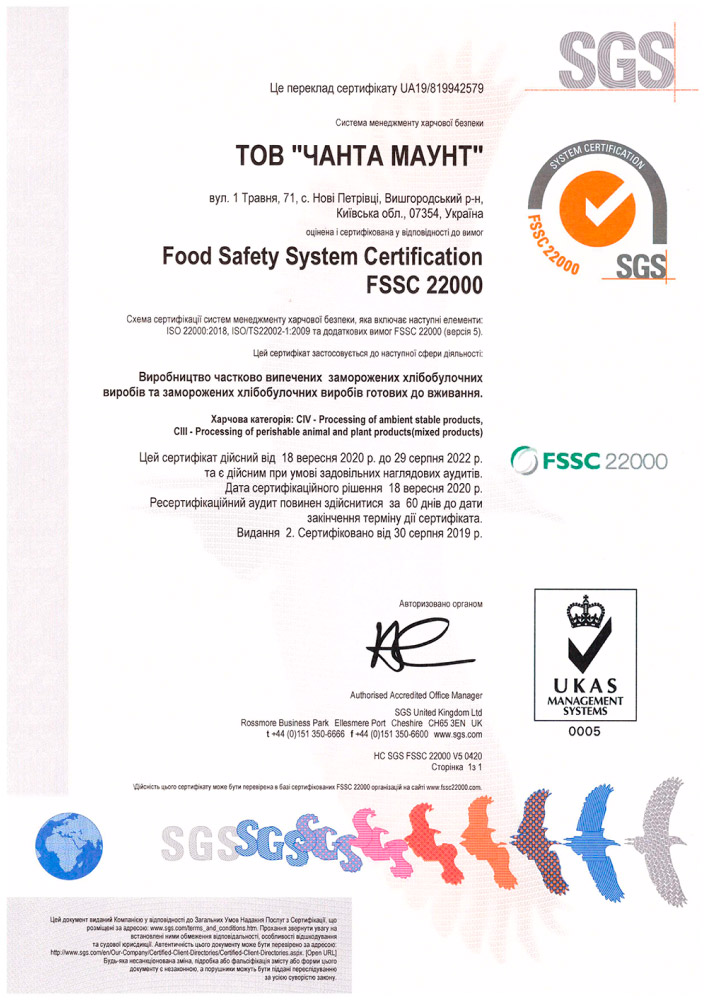 SGS
Це переклад сертифікату UA19/819942579
Система менеджменту харчової безпеки
ТОВ "ЧАНТА МАУНТ"
вул. 1 Травня, 71, с. Нові Петрівці, Вишгородський р-н,
Київська обл., 07354, Україна
оцінена і сертифікована у відповідності до вимог
Food Safety System Certification
FSSC 22000
SYSTEM CERTIFICATION
FSSC 22000
SGS
Схема сертифікації систем менеджменту харчової безпеки, яка включає наступні елементи:
ISO 22000:2018, ISO/TS22002-1:2009 та додаткових вимог FSSC 22000 (версія 5).
Цей сертифікат застосовується до наступної сфери діяльності:
Виробництво частково випечених заморожених хлібобулочних
виробів та заморожених хлібобулочних виробів готових до вживання.
Харчова категорія: CIV - Processing of ambient stable products,
CIII - Processing of perishable animal and plant products(mixed products)
Цей сертифікат дійсний від 18 вересня 2020 р. до 29 серпня 2022 р.
та є дійсним при умові задовільних наглядових аудитів.
Дата сертифікаційного рішення 18 вересня 2020 р.
Ресертифікаційний аудит повинен здійснитися за 60 днів до дати
закінчення терміну дії сертифіката.
Видання 2. Сертифіковано від 30 серпня 2019 р.
FSSC 22000
Авторизовано органом
Authorised Accredited Office Manager
SGS United Kingdom Ltd
Rossmore Business Park Ellesmere Port Cheshire CH65 3EN UK
t +44 (0)151 350-6666 f +44 (0)151 350-6600 www.sgs.com
HC SGS FSSC 22000 V5 0420
Сторінка 1з 1
UKAS
MANAGEMENT
SYSTEMS
0005
\Дійсність цього сертифікату може бути перевірена в базі сертифікованих FSSC 22000 організацій на сайті www.fssc22000.com.
SGS SGS SGS
Цей документ виданий Компанією у відповідності до Загальних Умов Надання Послуг з Сертифікації, що
розміщені за адресою: www.sgs.com/terms_and_conditions.htm. Прохання звернути увагу на
встановлені ними обмеження відповідальності, особливості відшкодування
та судової юрисдикції. Автентичність цього документу може бути перевірено за адресою:
http://www.sgs.com/en/Our-Company/Certified-Client-Directories/Certified-Client-Directories.aspx. [Open URL]
Будь-яка несанкціонована зміна, підробка або фальсифікація змісту або форми цього
документу є незаконною, а порушники можуть бути піддані переслідуванню
за усією суворістю закону.